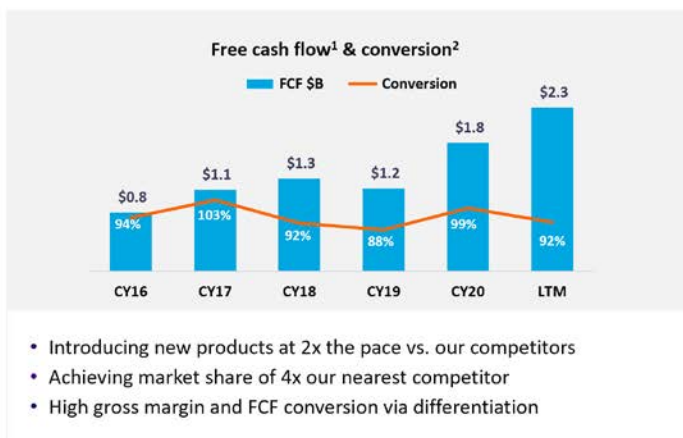 Free cash flow¹ & conversion²
FCF $B
Conversion
$0.8
$1.1
$1.3
$1.2
$1.8
$2.3
94%
103%
92%
88%
99%
92%
CY16
CY17
CY18
CY19
CY20
LTM
• Introducing new products at 2x the pace vs. our competitors
• Achieving market share of 4x our nearest competitor
• High gross margin and FCF conversion via differentiation